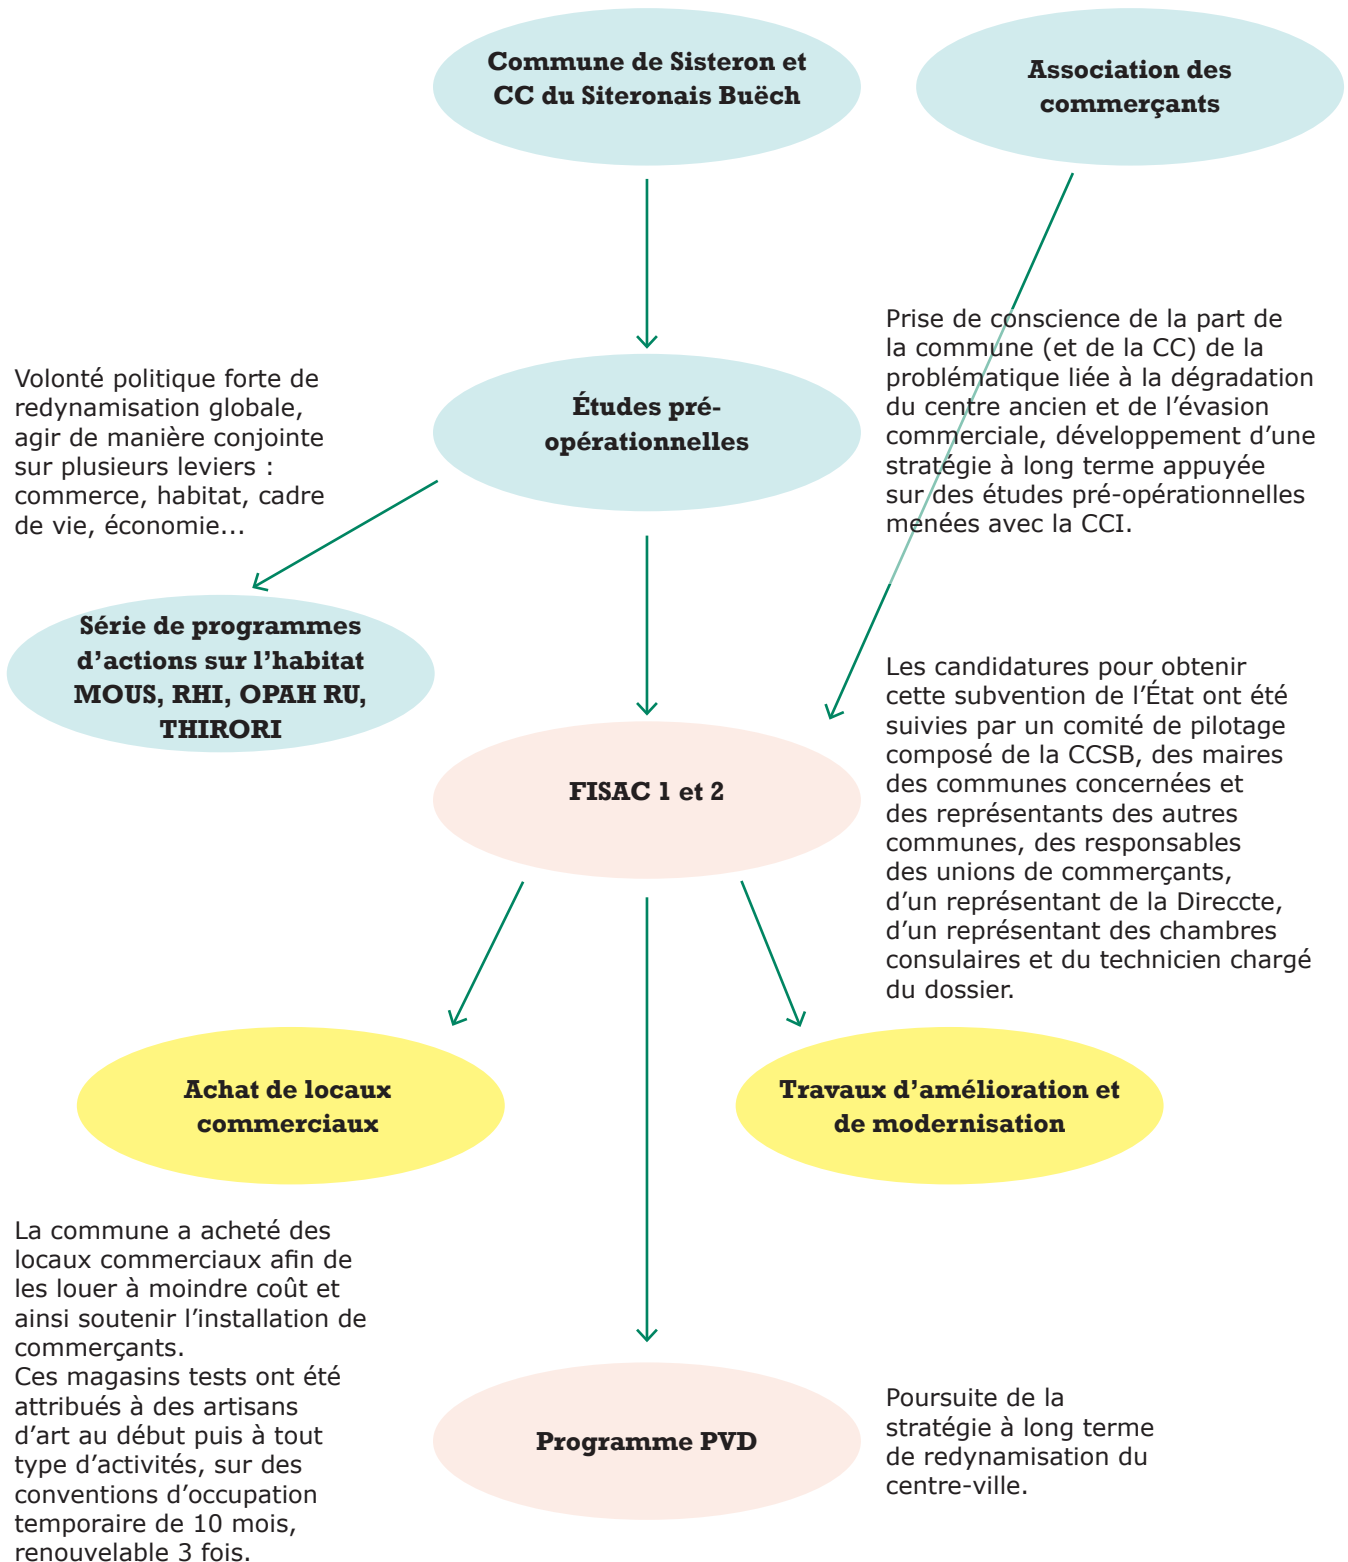 Commune de Sisteron et
CC du Siteronais Buëch
Association des
commerçants
Prise de conscience de la part de
la commune (et de la CC) de la
problématique liée à la dégradation
du centre ancien et de l'évasion
commerciale, développement d'une
stratégie à long terme appuyée
sur des études pré-opérationnelles
menées avec la CCI.
Volonté politique forte de
redynamisation globale,
agir de manière conjointe
sur plusieurs leviers :
commerce, habitat, cadre
de vie, économie...
Études pré-
opérationnelles
Série de programmes
d'actions sur l'habitat
MOUS, RHI, OPAH RU,
THIRORI
Les candidatures pour obtenir
cette subvention de l'État ont été
suivies par un comité de pilotage
composé de la CCSB, des maires
des communes concernées et
des représentants des autres
communes, des responsables
des unions de commerçants,
d'un représentant de la Direccte,
d'un représentant des chambres
consulaires et du technicien chargé
du dossier.
FISAC 1 et 2
Achat de locaux
commerciaux
Travaux d'amélioration et
de modernisation
La commune a acheté des
locaux commerciaux afin de
les louer à moindre coût et
ainsi soutenir l'installation de
commerçants.
Ces magasins tests ont été
attribués à des artisans
d'art au début puis à tout
type d'activités, sur des
conventions d'occupation
temporaire de 10 mois,
renouvelable 3 fois.
Programme PVD
Poursuite de la
stratégie à long terme
de redynamisation du
centre-ville.